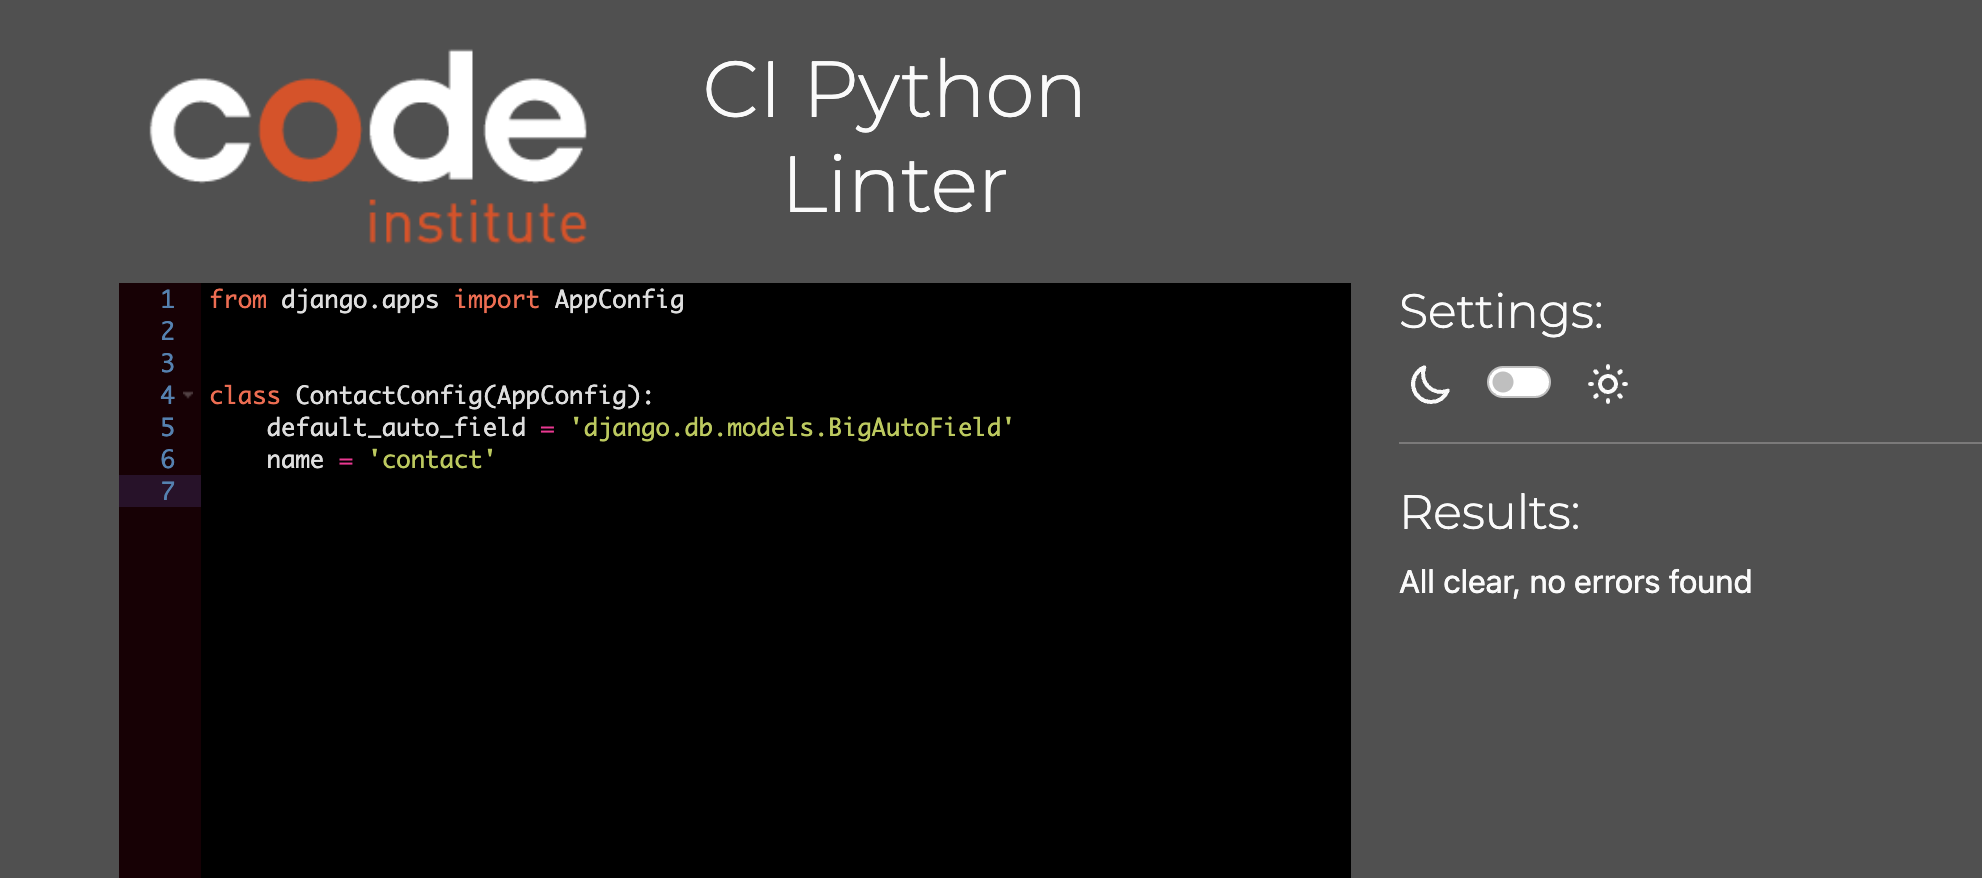 code
institute
CI Python
Linter
1 from django.apps import AppConfig
2
3
4 class ContactConfig(AppConfig):
5     default_auto_field = 'django.db.models.BigAutoField'
6     name = 'contact'
7
Settings:
Results:
All clear, no errors found